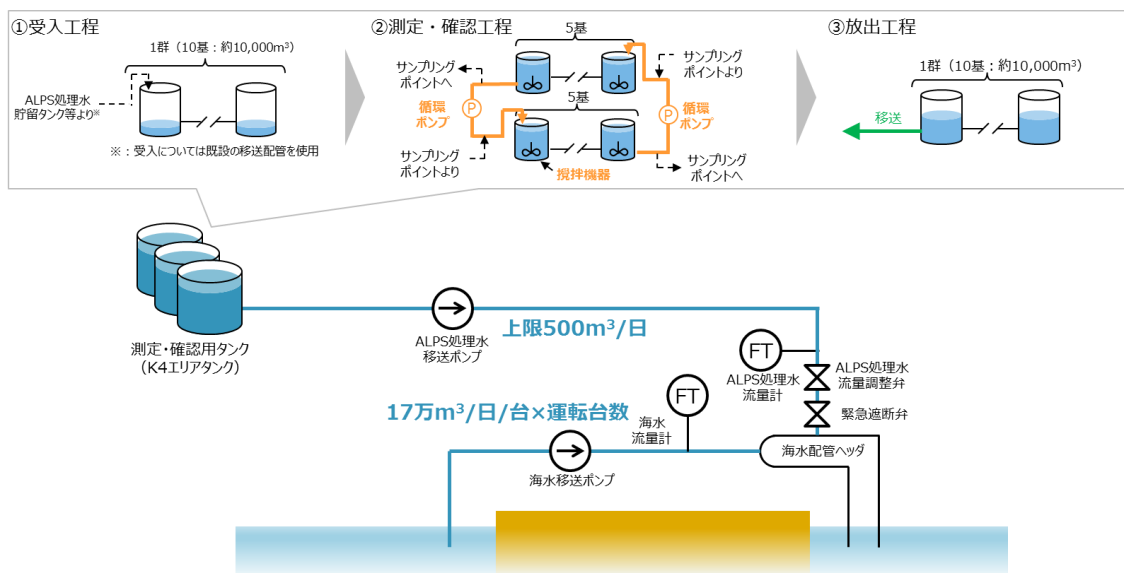 ①受入工程
1群（10基：約10,000m³）
ALPS処理水
貯留タンク等より※
※：受入については既設の移送配管を使用
②測定・確認工程
5基
サンプリング
ポイントへ
サンプリング
ポイントより
P
循環
ポンプ
5基
P
循環
ポンプ
サンプリング
ポイントより
攪拌機器
サンプリング
ポイントへ
③放出工程
1群（10基：約10,000m³）
移送
測定・確認用タンク
（K4エリアタンク）
ALPS処理水
移送ポンプ
上限500m³/日
FT
ALPS処理水
流量計
ALPS処理水
流量調整弁
緊急遮断弁
17万m³/日/台×運転台数
FT
海水
流量計
海水移送ポンプ
海水配管ヘッダ